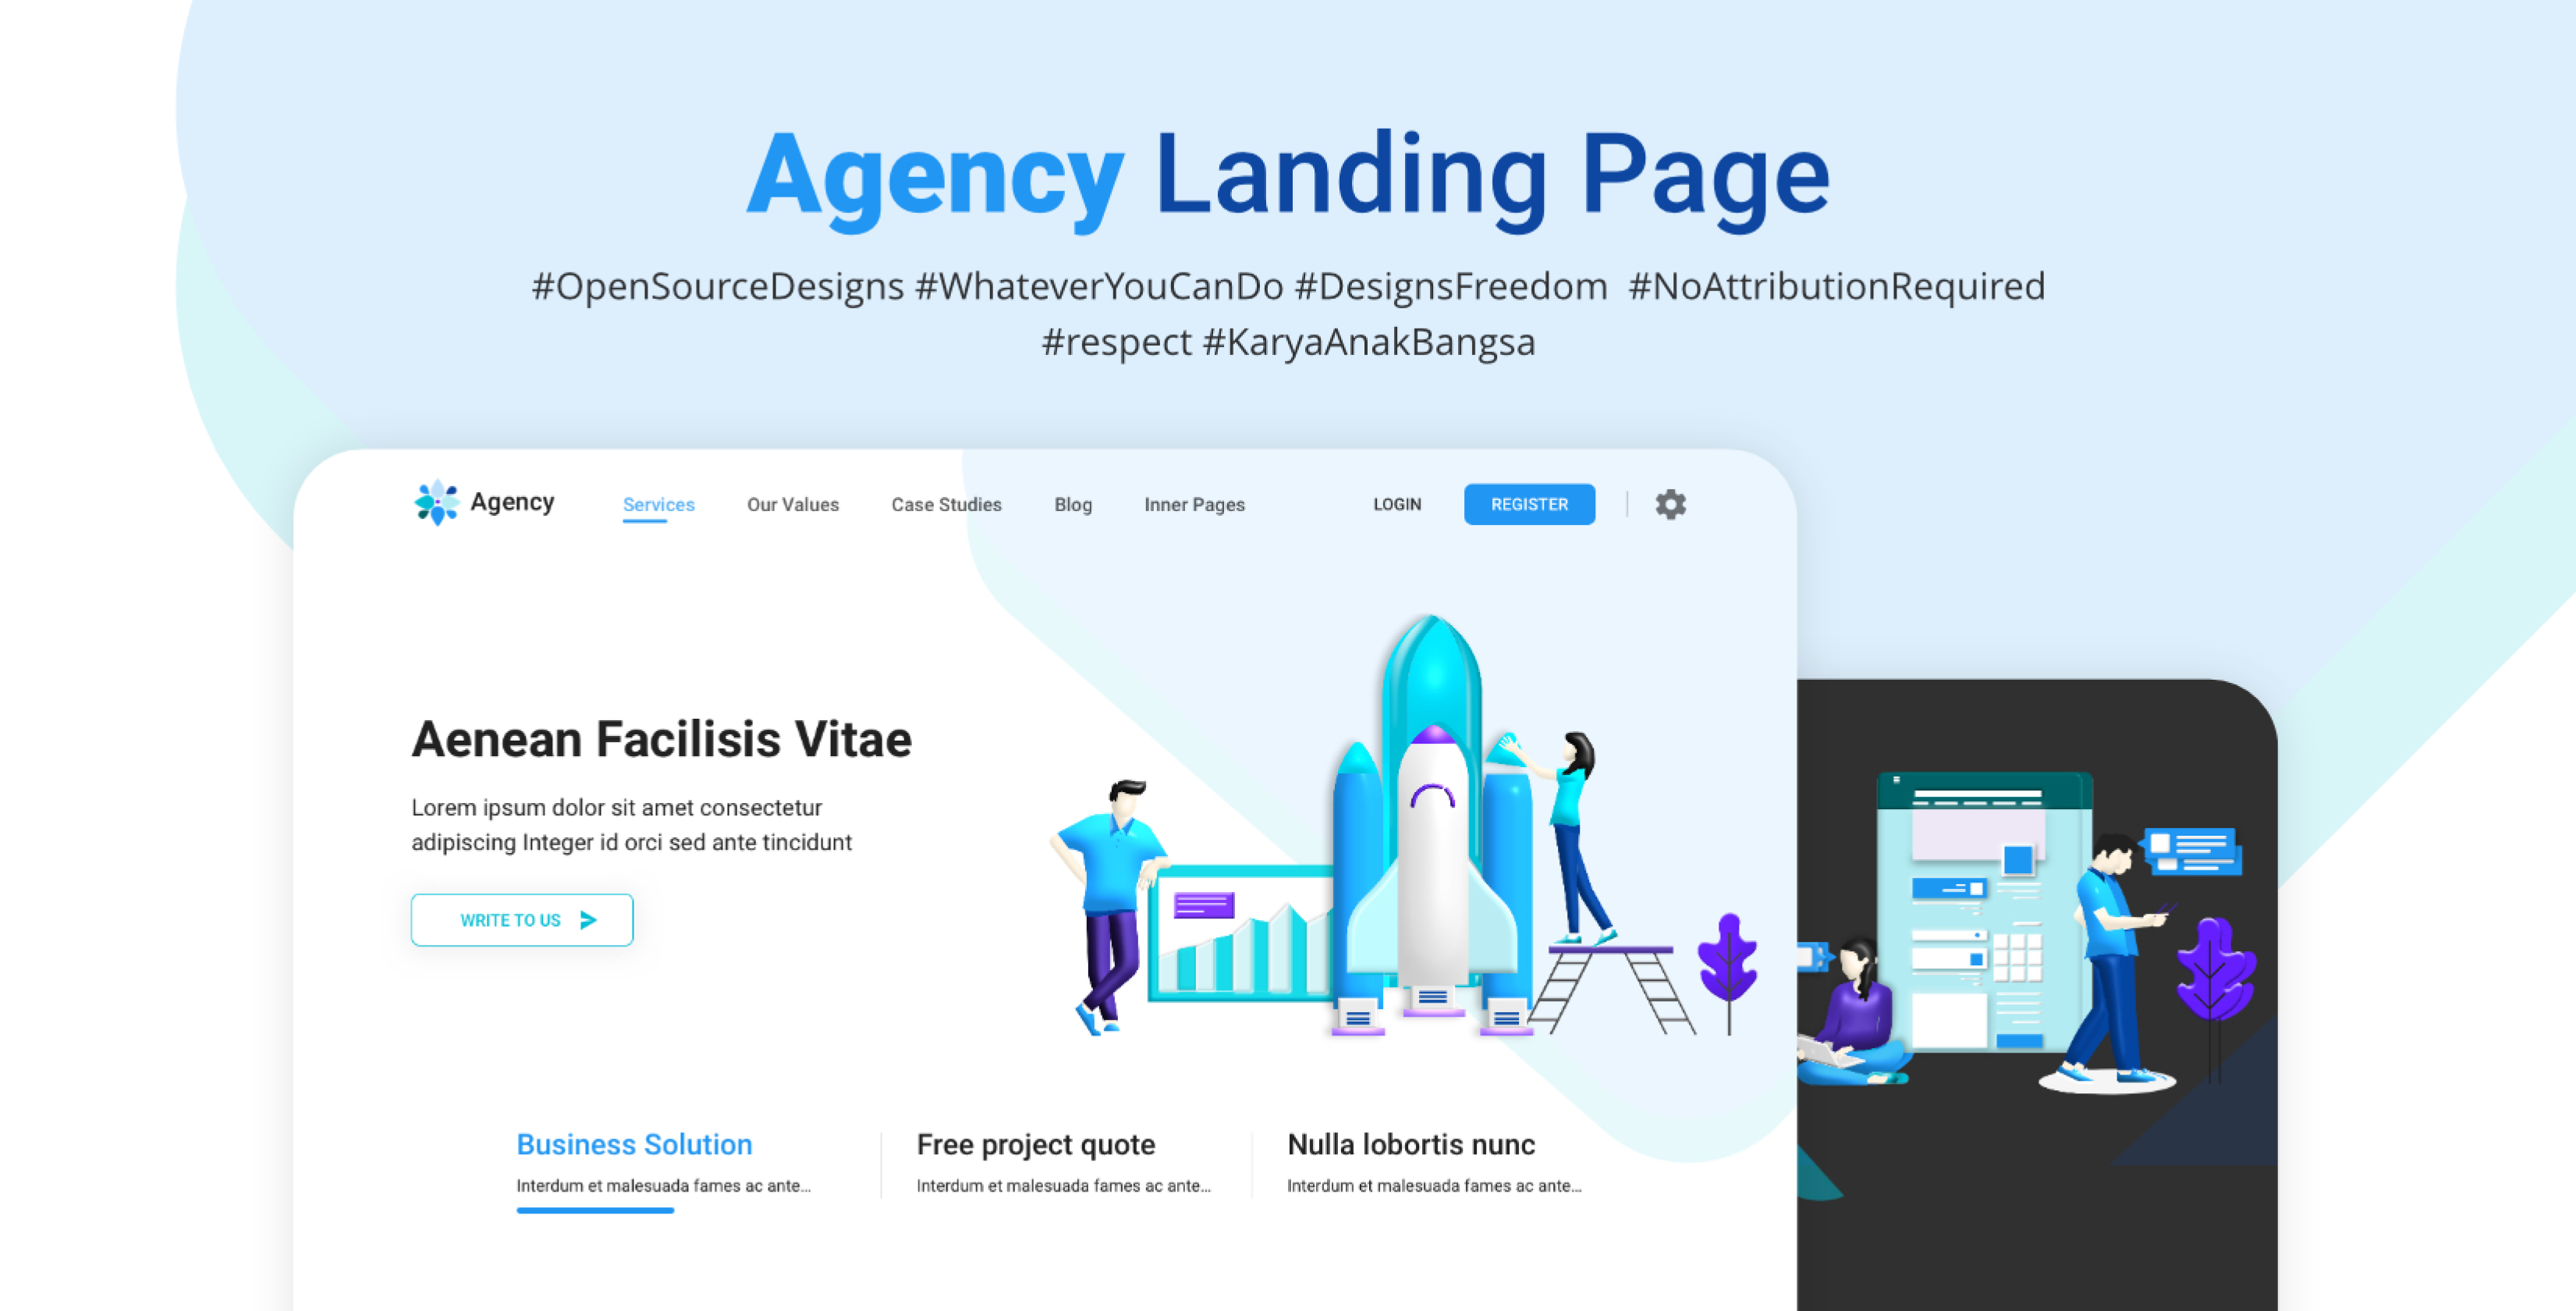 Agency Landing Page
#OpenSourceDesigns #WhateverYouCanDo #DesignsFreedom #NoAttributionRequired
#respect #KaryaAnakBangsa
Agency Services Our Values Case Studies Blog Inner Pages LOGIN REGISTER
Aenean Facilisis Vitae
Lorem ipsum dolor sit amet consectetur
adipiscing Integer id orci sed ante tincidunt
WRITE TO US
Business Solution Free project quote Nulla lobortis nunc
Interdum et malesuada fames ac ante... Interdum et malesuada fames ac ante... Interdum et malesuada fames ac ante...